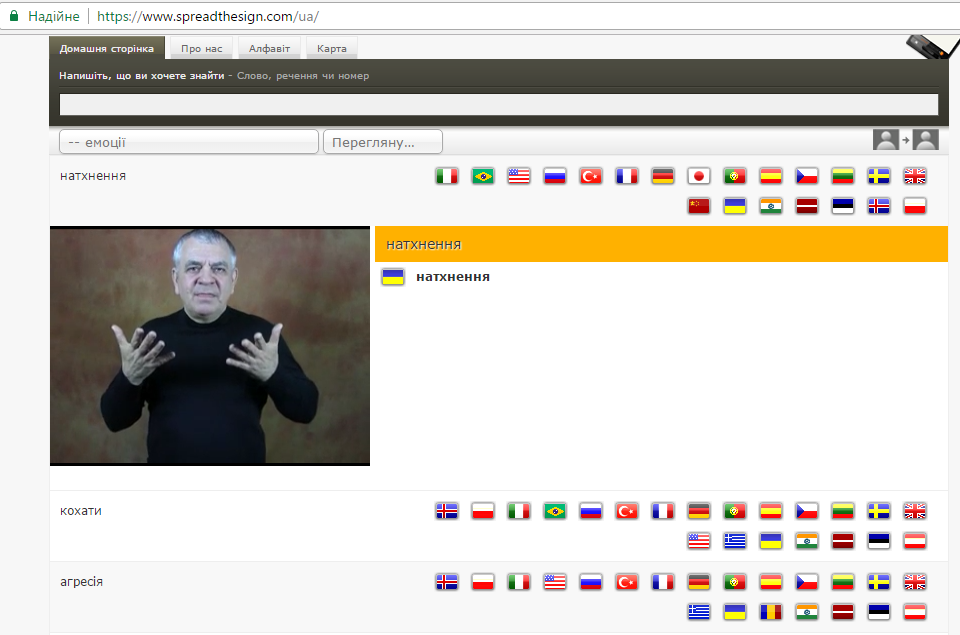 Надійне https://www.spreadthesign.com/ua/
Домашня сторінка Про нас Алфавіт Карта
Напишіть, що ви хочете знайти - Слово, речення чи номер
-- емоції Перегляну...
натхнення
натхнення
натхнення
кохати
агресія